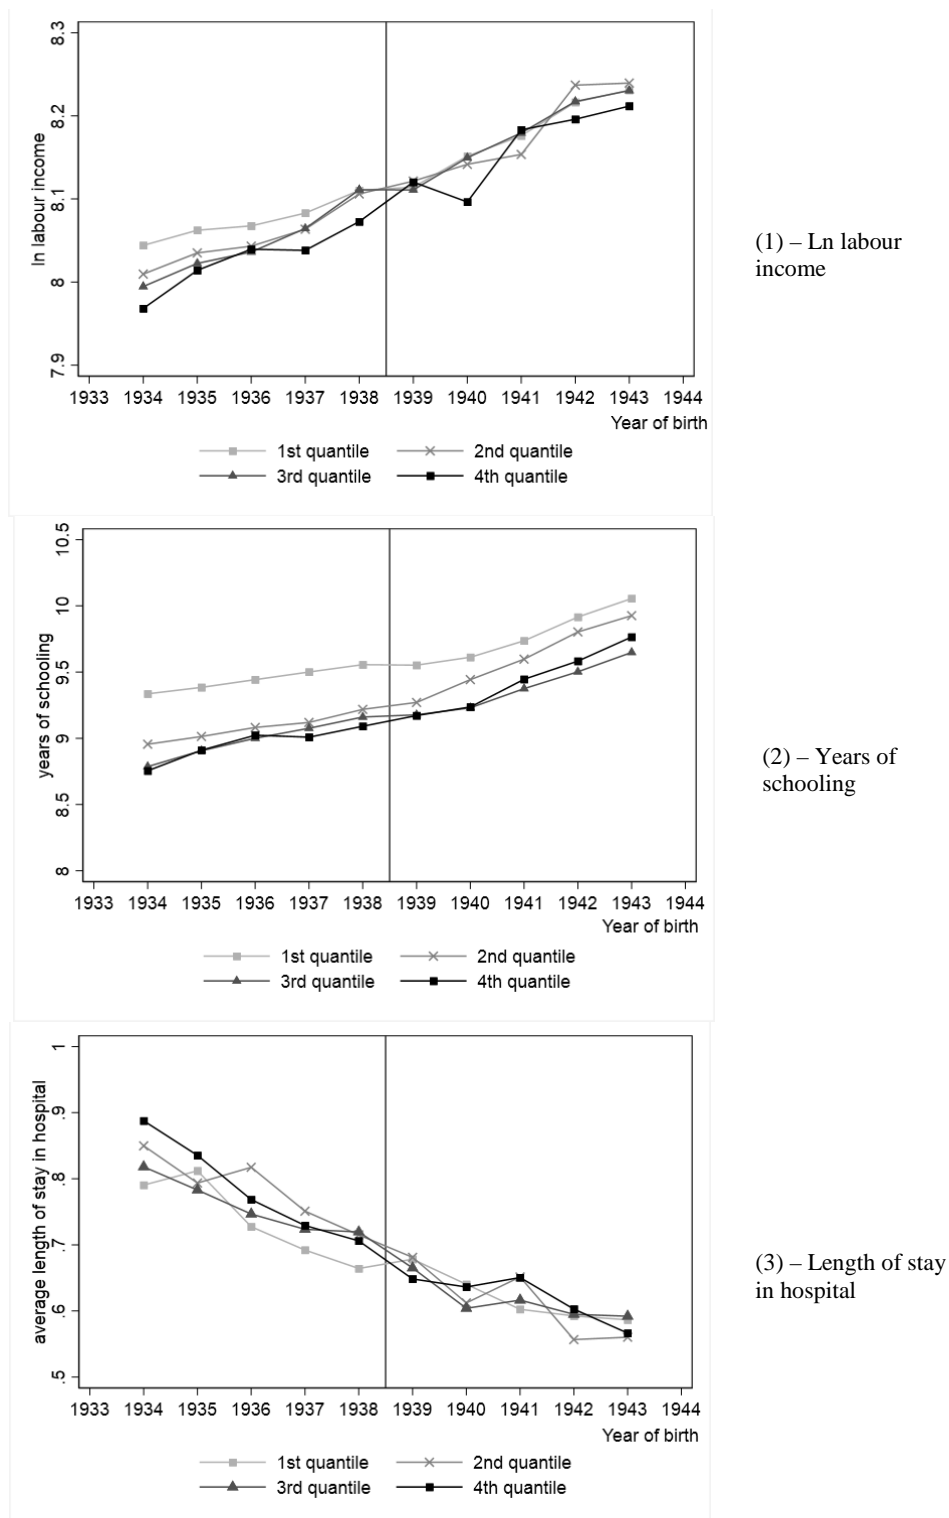 8.3
8.2
8.1
8
7.9
ln labour income
1933 1934 1935 1936 1937 1938 1939 1940 1941 1942 1943 1944
Year of birth
1st quantile 2nd quantile
3rd quantile 4th quantile
(1) – Ln labour
income
10.5
10
9.5
9
8.5
8
years of schooling
1933 1934 1935 1936 1937 1938 1939 1940 1941 1942 1943 1944
Year of birth
1st quantile 2nd quantile
3rd quantile 4th quantile
(2) – Years of
schooling
1
.9
.8
.7
.6
.5
average length of stay in hospital
1933 1934 1935 1936 1937 1938 1939 1940 1941 1942 1943 1944
Year of birth
1st quantile 2nd quantile
3rd quantile 4th quantile
(3) – Length of stay
in hospital